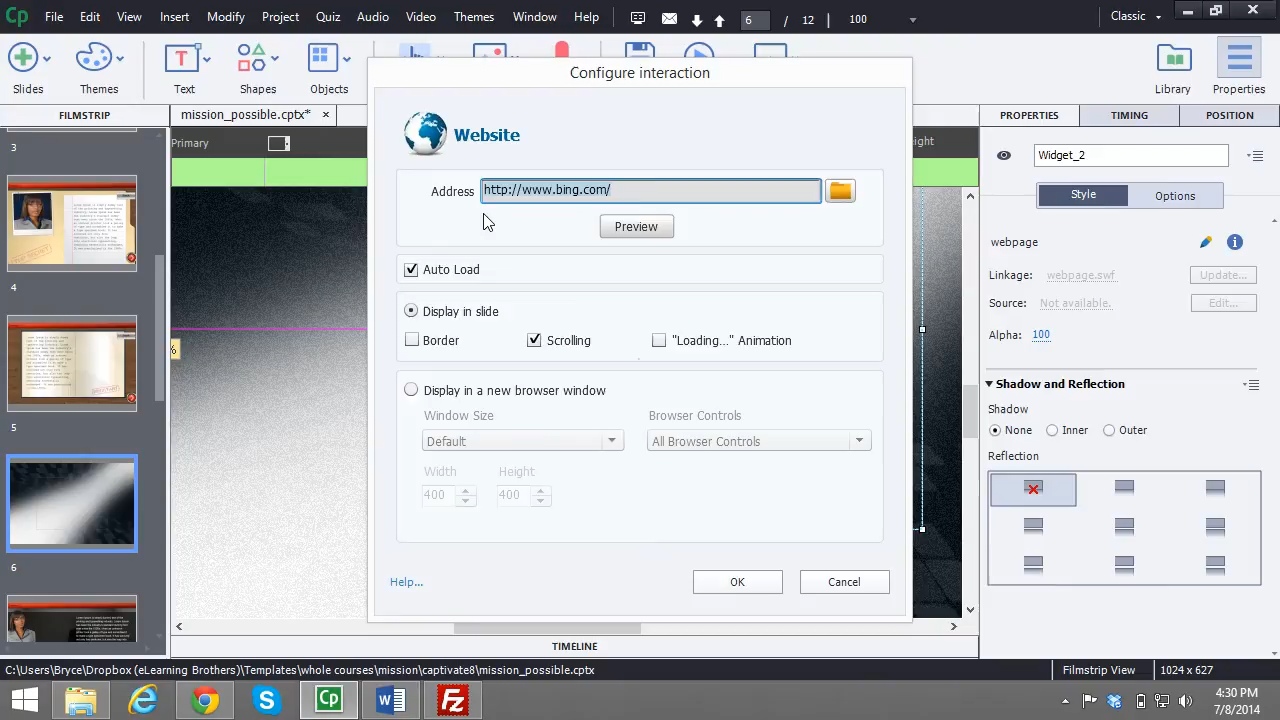 Cp File Edit View Insert Modify Project Quiz Audio Video Themes Window Help 6 / 12 100 Classic
Slides Themes Text Shapes Objects Library Properties
FILMSTRIP mission_possible.cptx* × PROPERTIES TIMING POSITION
Configure interaction
Primary
Website
Address http://www.bing.com/
Preview
Auto Load
Display in slide
Border Scrolling "Loading..." Animation
Display in a new browser window
Window Size Browser Controls
Default All Browser Controls
Width Height
400 400
Help... OK Cancel
3
4
5
6
Widget_2
Style Options
webpage
Linkage: webpage.swf Update...
Source: Not available. Edit...
Alpha: 100
Shadow and Reflection
Shadow
None Inner Outer
Reflection
TIMELINE
C:\Users\Bryce\Dropbox (eLearning Brothers)\Templates\whole courses\mission\captivate8\mission_possible.cptx Filmstrip View 1024 x 627
4:30 PM
7/8/2014